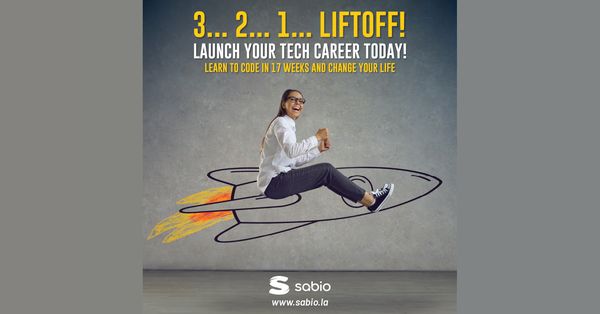 3... 2... 1... LIFTOFF!
LAUNCH YOUR TECH CAREER TODAY!
LEARN TO CODE IN 17 WEEKS AND CHANGE YOUR LIFE
sabio
www.sabio.la